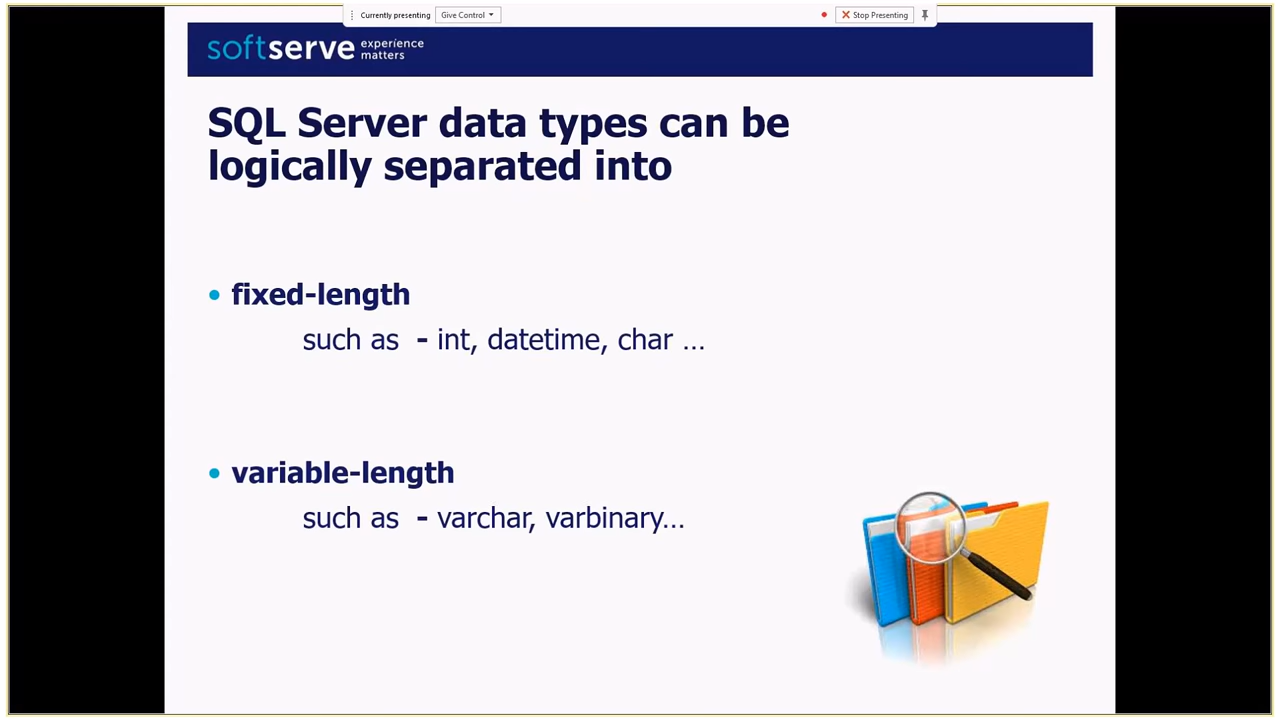 Currently presenting Give Control Stop Presenting
softserve experience matters
SQL Server data types can be
logically separated into
• fixed-length
such as - int, datetime, char …
• variable-length
such as - varchar, varbinary…